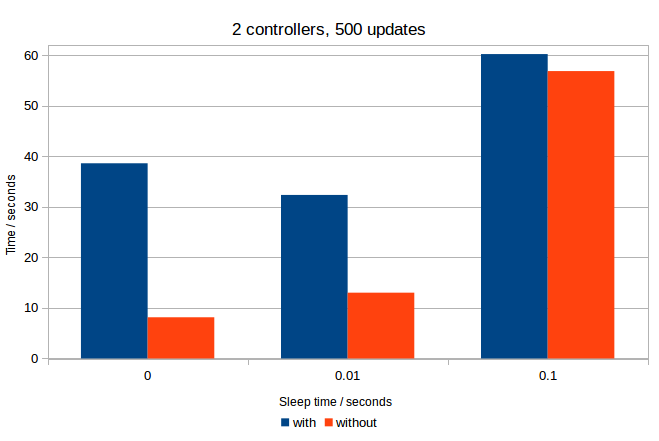 2 controllers, 500 updates
60
50
40
30
20
10
0
Time / seconds
0 0.01 0.1
Sleep time / seconds
with without